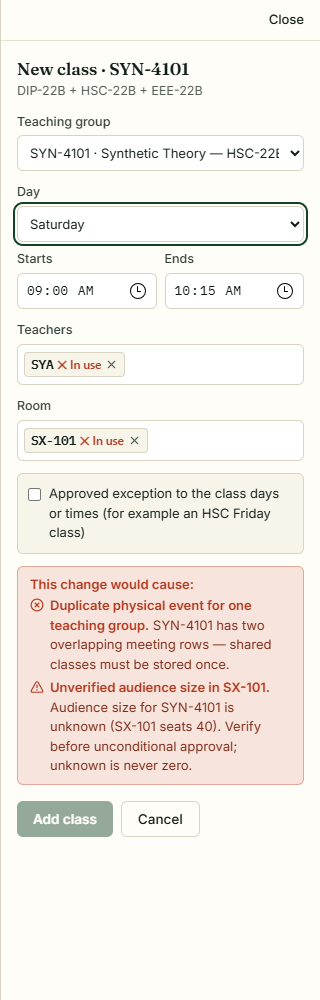 Close
New class · SYN-4101
DIP-22B + HSC-22B + EEE-22B
Teaching group
SYN-4101 · Synthetic Theory — HSC-22B
Day
Saturday
Starts Ends
09:00 AM 10:15 AM
Teachers
SYA × In use ×
Room
SX-101 × In use ×
Approved exception to the class days
or times (for example an HSC Friday
class)
This change would cause:
Duplicate physical event for one
teaching group. SYN-4101 has two
overlapping meeting rows — shared
classes must be stored once.
Unverified audience size in SX-101.
Audience size for SYN-4101 is
unknown (SX-101 seats 40). Verify
before unconditional approval;
unknown is never zero.
Add class Cancel